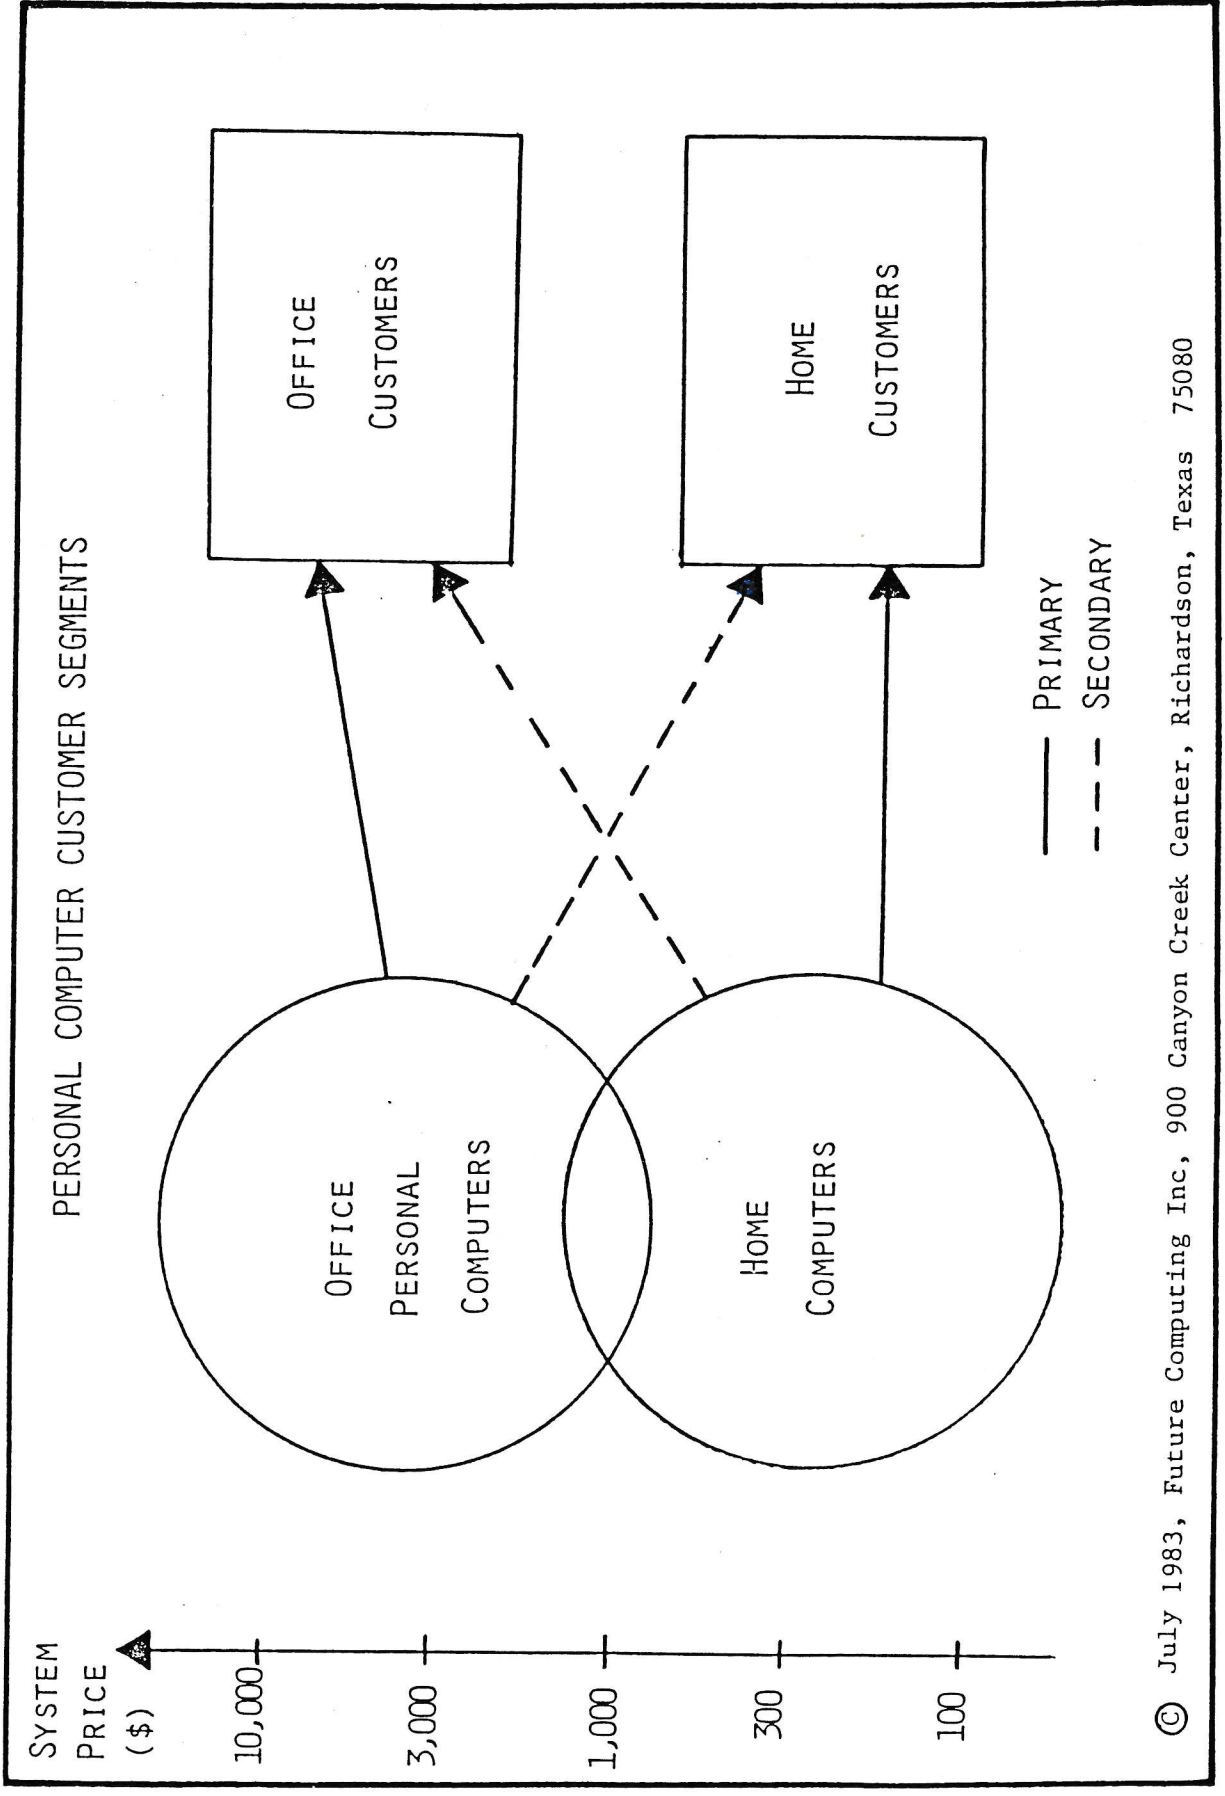 PERSONAL COMPUTER CUSTOMER SEGMENTS
SYSTEM
PRICE
($)
10,000
3,000
1,000
300
100
OFFICE
PERSONAL
COMPUTERS
HOME
COMPUTERS
OFFICE
CUSTOMERS
HOME
CUSTOMERS
PRIMARY
SECONDARY
© July 1983, Future Computing Inc, 900 Canyon Creek Center, Richardson, Texas 75080